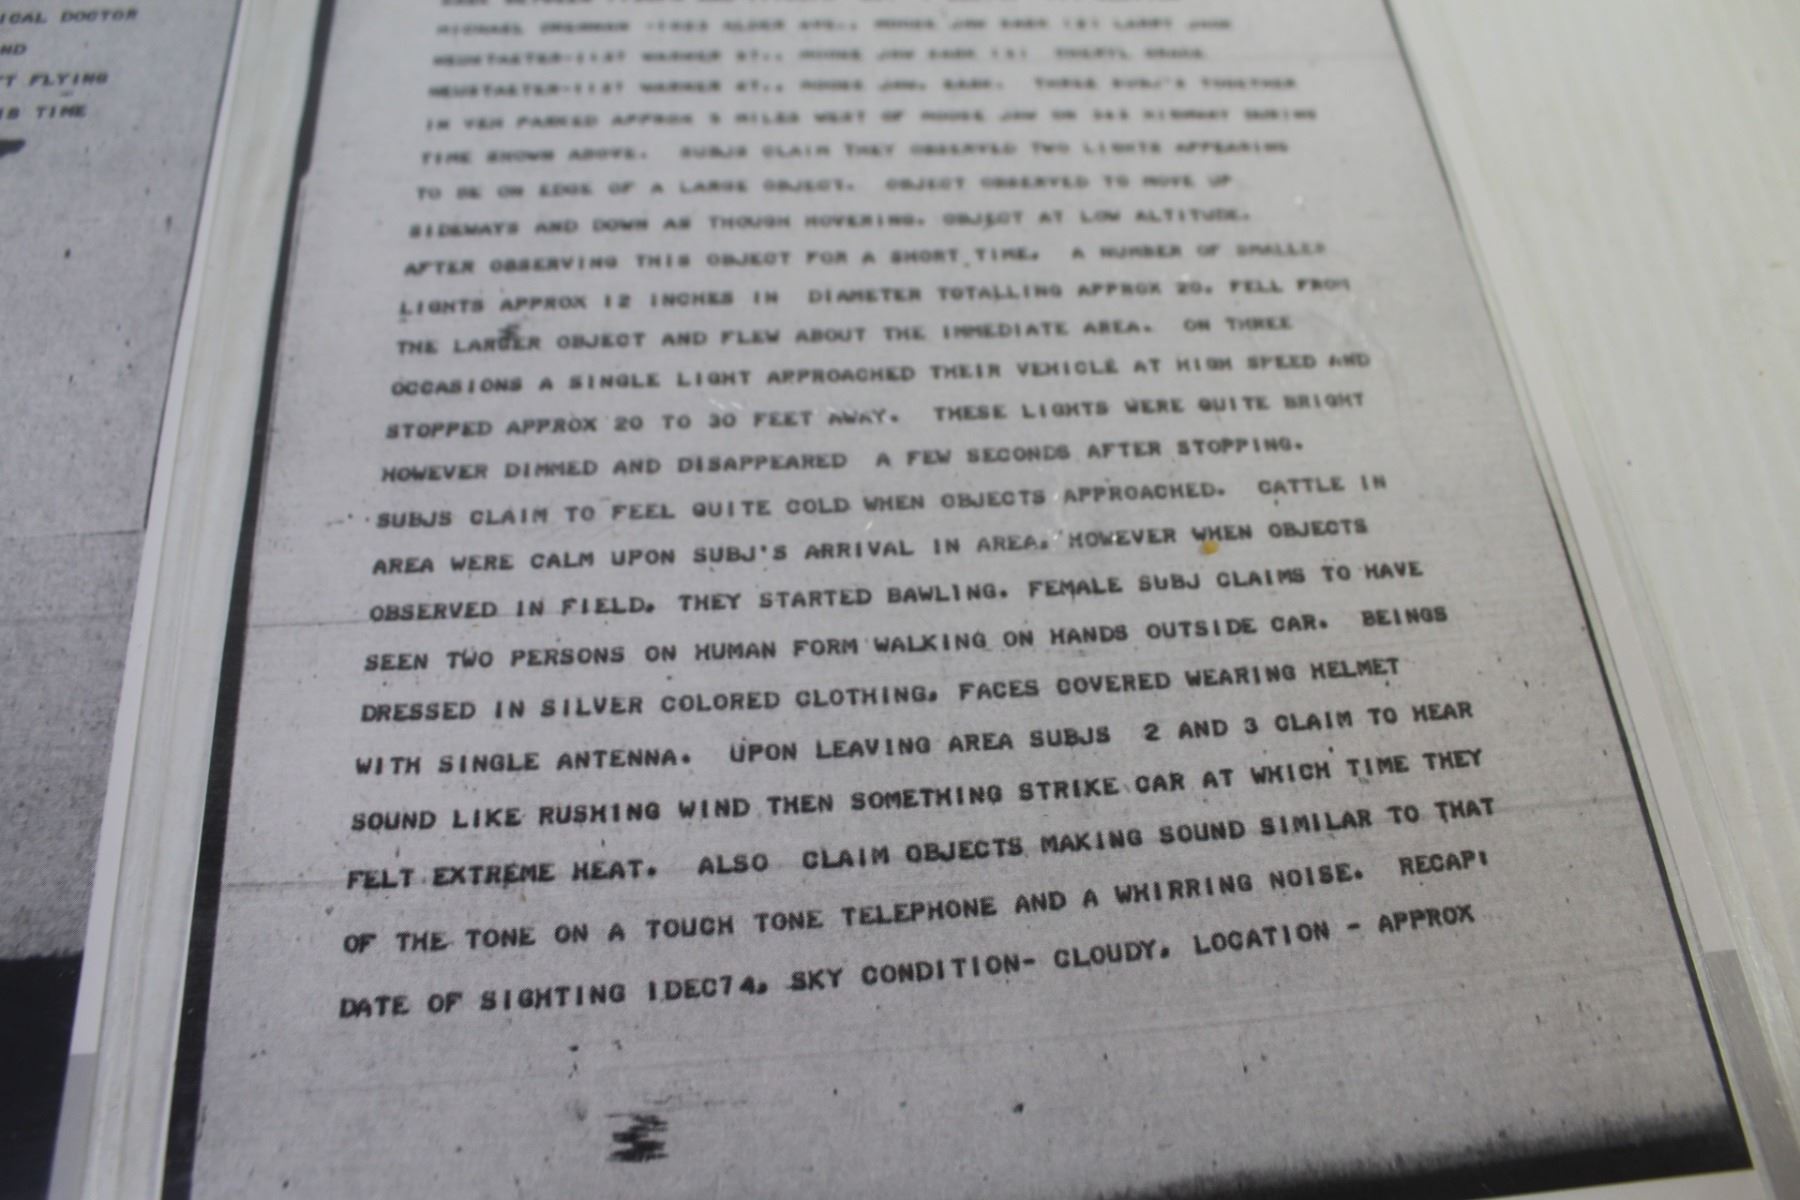 ICAL DOCTOR
ND
T FLYING
IS TIME
MICHAEL
MOOSE JAW SASK (2) LARRY
NEUSTAETER-1137 WARNER ST., MOOSE JAW SASK (3) CHERYL
NEUSTAETER-1137 WARNER ST., MOOSE JAW, SASK. THREE SUBJ'S TOGETHER
IN VEH PARKED APPROX MILES WEST OF MOOSE JAW ON HIGHWAY DURING
TIME SHOWN ABOVE. SUBJS CLAIM THEY OBSERVED TWO LIGHTS APPEARING
TO BE ON EDGE OF A LARGE OBJECT. OBJECT OBSERVED TO MOVE UP
SIDEWAYS AND DOWN AS THOUGH HOVERING. OBJECT AT LOW ALTITUDE.
AFTER OBSERVING THIS OBJECT FOR A SHORT TIME. A NUMBER OF SMALLER
LIGHTS APPROX 12 INCHES IN DIAMETER TOTALLING APPROX 20. FELL FROM
THE LARGER OBJECT AND FLEW ABOUT THE IMMEDIATE AREA. ON THREE
OCCASIONS A SINGLE LIGHT APPROACHED THEIR VEHICLE AT HIGH SPEED AND
STOPPED APPROX 20 TO 30 FEET AWAY. THESE LIGHTS WERE QUITE BRIGHT
HOWEVER DIMMED AND DISAPPEARED A FEW SECONDS AFTER STOPPING.
SUBJS CLAIM TO FEEL QUITE COLD WHEN OBJECTS APPROACHED. CATTLE IN
AREA WERE CALM UPON SUBJ'S ARRIVAL IN AREA. HOWEVER WHEN OBJECTS
OBSERVED IN FIELD. THEY STARTED BAWLING. FEMALE SUBJ CLAIMS TO HAVE
SEEN TWO PERSONS ON HUMAN FORM WALKING ON HANDS OUTSIDE CAR. BEINGS
DRESSED IN SILVER COLORED CLOTHING. FACES COVERED WEARING HELMET
WITH SINGLE ANTENNA. UPON LEAVING AREA SUBJS 2 AND 3 CLAIM TO HEAR
SOUND LIKE RUSHING WIND THEN SOMETHING STRIKE CAR AT WHICH TIME THEY
FELT EXTREME HEAT. ALSO CLAIM OBJECTS MAKING SOUND SIMILAR TO THAT
OF THE TONE ON A TOUCH TONE TELEPHONE AND A WHIRRING NOISE. RECAP:
DATE OF SIGHTING 1DEC74. SKY CONDITION- CLOUDY. LOCATION - APPROX